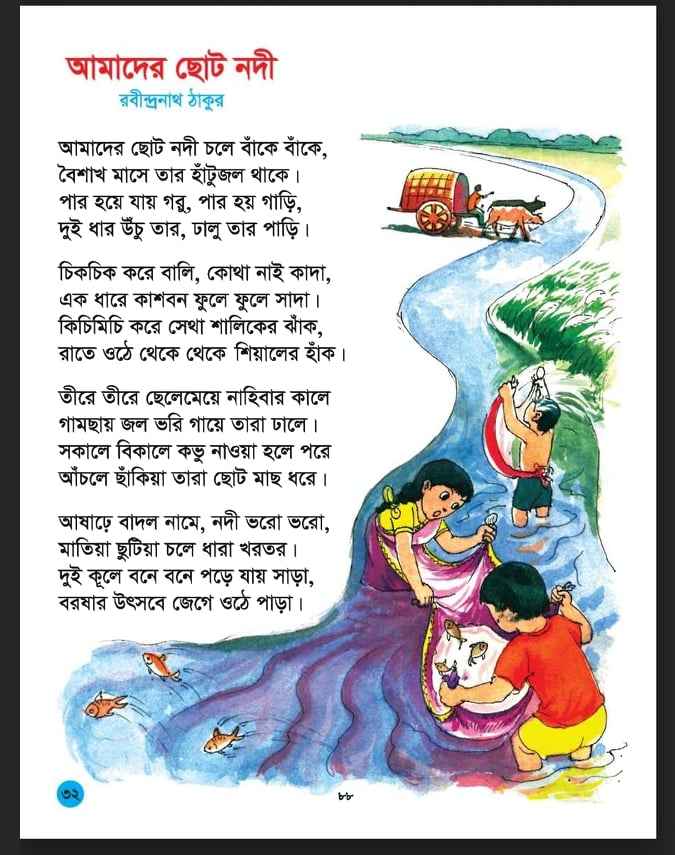 আমাদের ছোট নদী
রবীন্দ্রনাথ ঠাকুর
আমাদের ছোট নদী চলে বাঁকে বাঁকে,
বৈশাখ মাসে তার হাঁটুজল থাকে।
পার হয়ে যায় গরু, পার হয় গাড়ি,
দুই ধার উঁচু তার, ঢালু তার পাড়ি।
চিকচিক করে বালি, কোথা নাই কাদা,
এক ধারে কাশবন ফুলে ফুলে সাদা।
কিচিমিচি করে সেথা শালিকের ঝাঁক,
রাতে ওঠে থেকে থেকে শিয়ালের হাঁক।
তীরে তীরে ছেলেমেয়ে নাহিবার কালে
গামছায় জল ভরি গায়ে তারা ঢালে।
সকালে বিকালে কভু নাওয়া হলে পরে
আঁচলে ছাঁকিয়া তারা ছোট মাছ ধরে।
আষাঢ়ে বাদল নামে, নদী ভরো ভরো,
মাতিয়া ছুটিয়া চলে ধারা খরতর।
দুই কূলে বনে বনে পড়ে যায় সাড়া,
বরষার উৎসবে জেগে ওঠে পাড়া।
৩২
৮৮